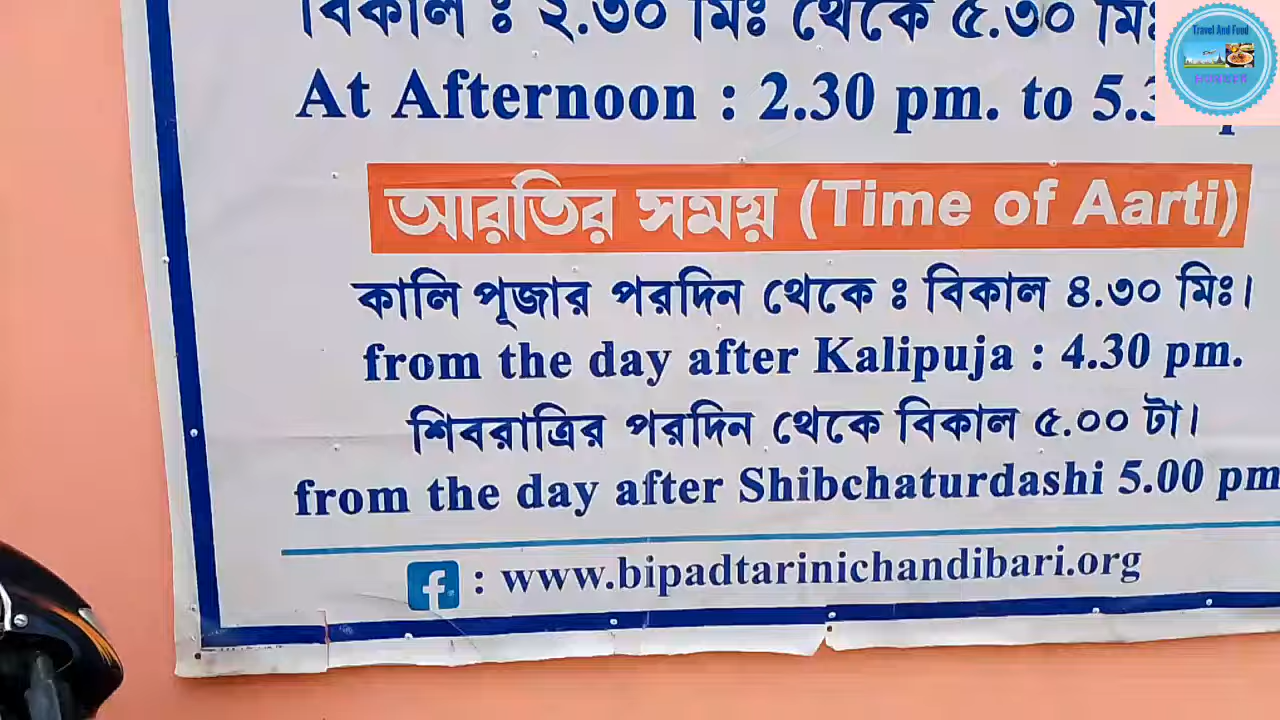 বিকাল : ২.৩০ মিঃ থেকে ৫.৩০ মিঃ
At Afternoon : 2.30 pm. to 5.3
আরতির সময় (Time of Aarti)
কালি পূজার পরদিন থেকে : বিকাল ৪.৩০ মিঃ।
from the day after Kalipuja : 4.30 pm.
শিবরাত্রির পরদিন থেকে বিকাল ৫.০০ টা।
from the day after Shibchaturdashi 5.00 pm
: www.bipadtarinichandibari.org
Travel And Food